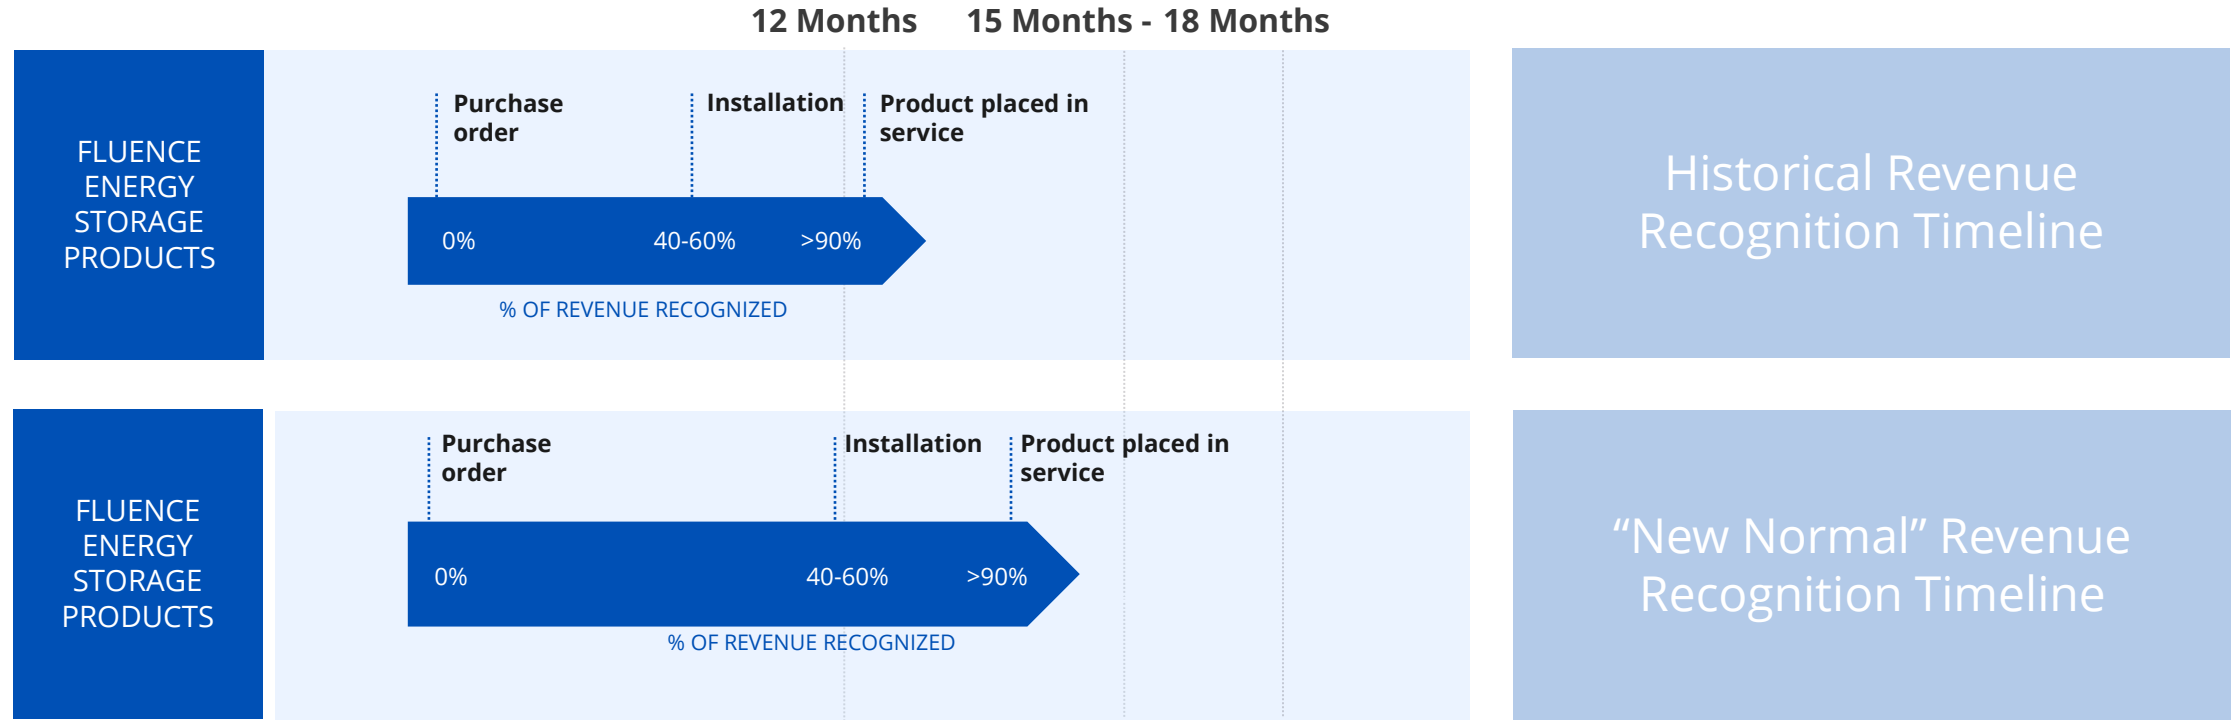 12 Months
15 Months - 18 Months
FLUENCE
ENERGY
STORAGE
PRODUCTS
Purchase
order
Installation
Product placed in
service
0%
40-60%
>90%
% OF REVENUE RECOGNIZED
Historical Revenue
Recognition Timeline
FLUENCE
ENERGY
STORAGE
PRODUCTS
Purchase
order
Installation
Product placed in
service
0%
40-60%
>90%
% OF REVENUE RECOGNIZED
“New Normal” Revenue
Recognition Timeline